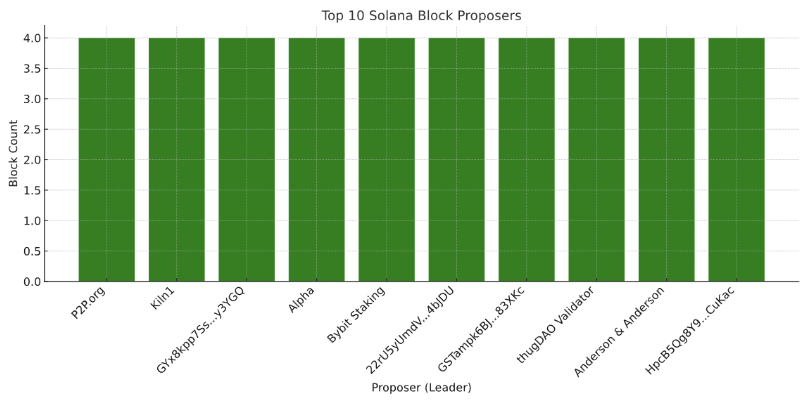 Top 10 Solana Block Proposers
Block Count
4.0
3.5
3.0
2.5
2.0
1.5
1.0
0.5
0.0
P2P.org
Kiln1
GYx8kpp7Ss...y3YGQ
Alpha
Bybit Staking
22rU5yUmdV...4bJDU
GSTampk6BJ...83XKc
thugDAO Validator
Anderson & Anderson
HpcB5Qg8Y9...CuKac
Proposer (Leader)